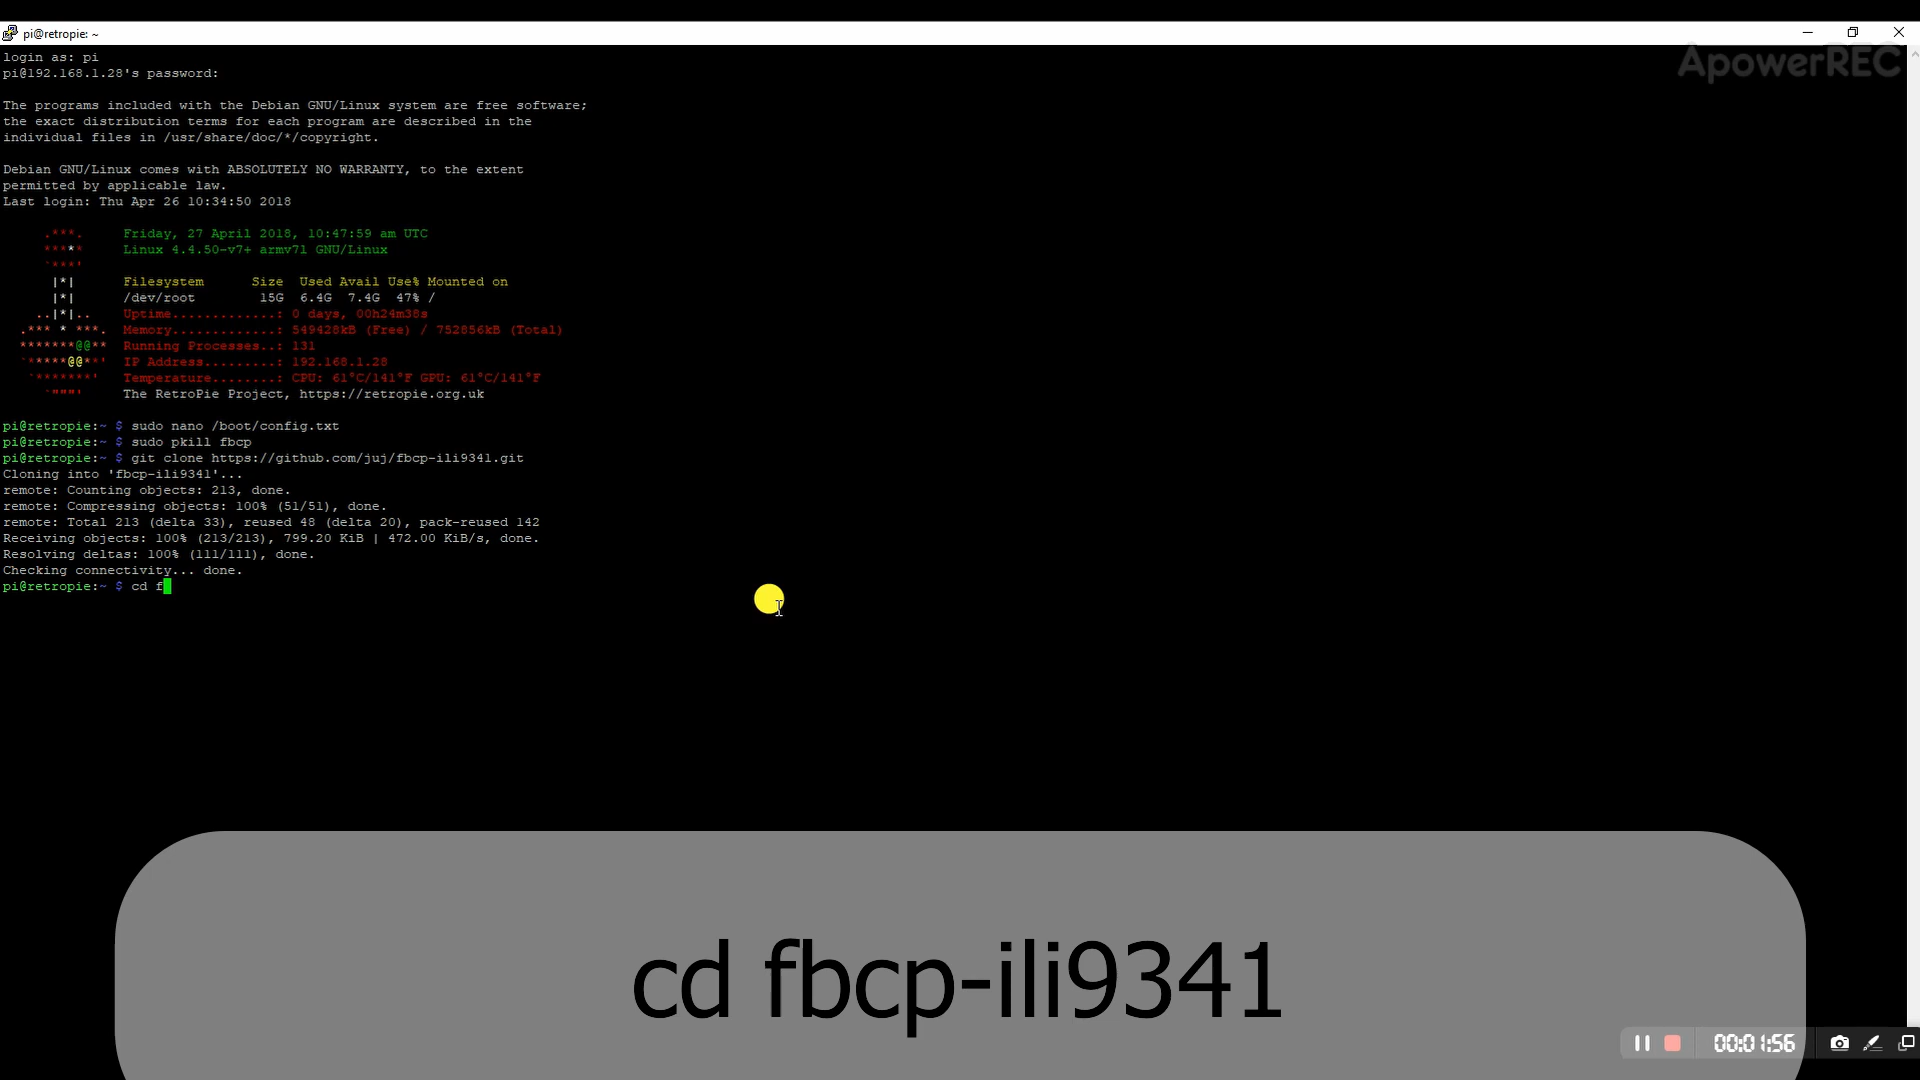 pi@retropie: ~
ApowerREC
login as: pi
pi@192.168.1.28's password:
The programs included with the Debian GNU/Linux system are free software;
the exact distribution terms for each program are described in the
individual files in /usr/share/doc/*/copyright.
Debian GNU/Linux comes with ABSOLUTELY NO WARRANTY, to the extent
permitted by applicable law.
Last login: Thu Apr 26 10:34:50 2018
.***. Friday, 27 April 2018, 10:47:59 am UTC
***** Linux 4.4.50-v7+ armv7l GNU/Linux
`***'
|*| Filesystem Size Used Avail Use% Mounted on
|*| /dev/root 15G 6.4G 7.4G 47% /
..|*|.. Uptime.............: 0 days, 00h24m38s
.*** * ***. Memory.............: 549428kB (Free) / 752856kB (Total)
*******@@** Running Processes..: 131
`*****@@**' IP Address.........: 192.168.1.28
`*******' Temperature........: CPU: 61°C/141°F GPU: 61°C/141°F
`"""' The RetroPie Project, https://retropie.org.uk
pi@retropie:~ $ sudo nano /boot/config.txt
pi@retropie:~ $ sudo pkill fbcp
pi@retropie:~ $ git clone https://github.com/juj/fbcp-ili9341.git
Cloning into 'fbcp-ili9341'...
remote: Counting objects: 213, done.
remote: Compressing objects: 100% (51/51), done.
remote: Total 213 (delta 33), reused 48 (delta 20), pack-reused 142
Receiving objects: 100% (213/213), 799.20 KiB | 472.00 KiB/s, done.
Resolving deltas: 100% (111/111), done.
Checking connectivity... done.
pi@retropie:~ $ cd f
cd fbcp-ili9341
00:01:56